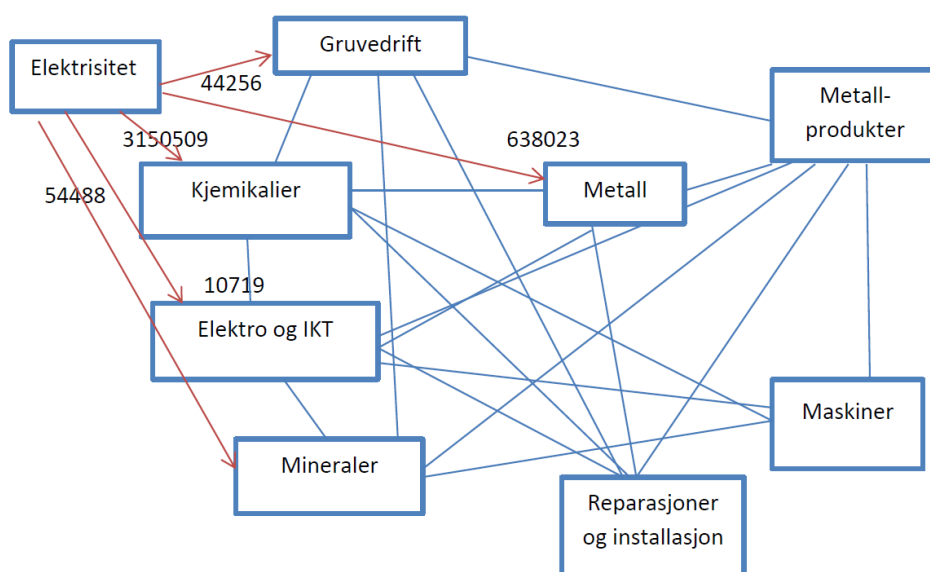 Gruvedrift
Elektrisitet
44256
Metall-
produkter
3150509
638023
Kjemikalier
Metall
54488
10719
Elektro og IKT
Maskiner
Mineraler
Reparasjoner
og installasjon